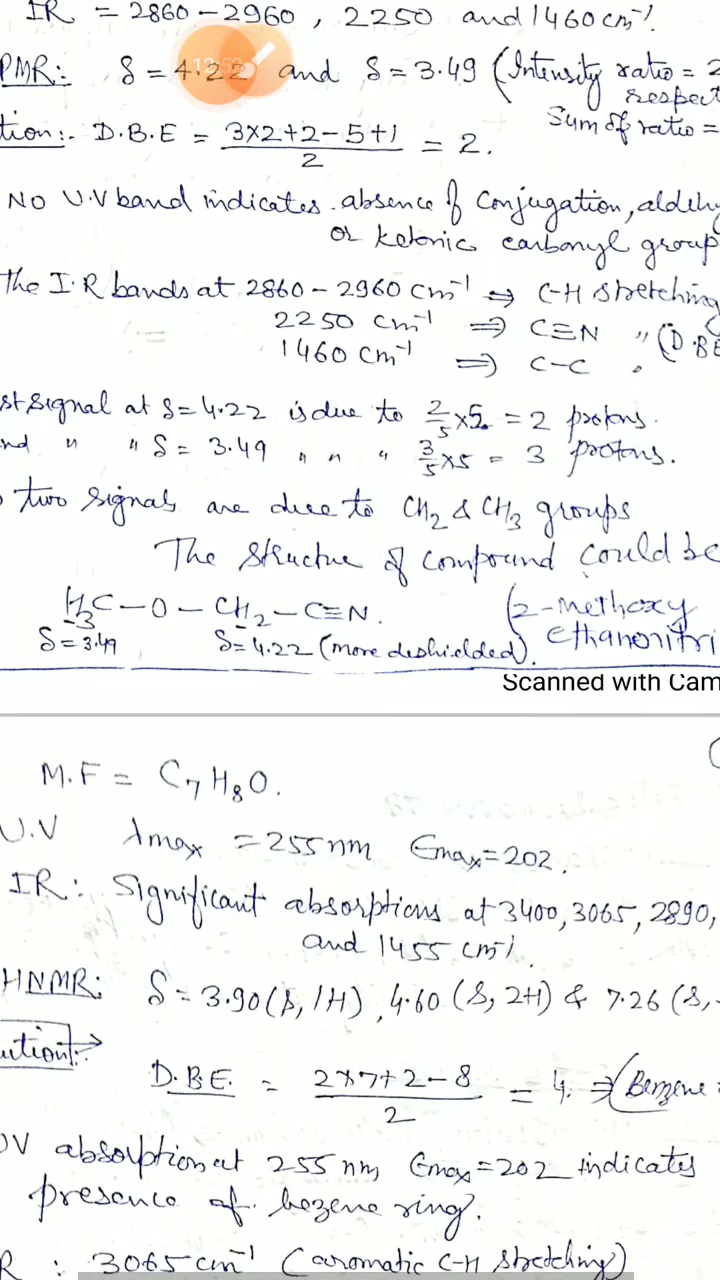 IR = 2860-2960, 2250 and 1460 cm⁻¹.
PMR: δ = 4.22 and δ = 3.49 (Intensity ratio = 2
respect
Sum of ratio =
tion:. D.B.E = 3×2+2-5+1 / 2 = 2.
No U.V band indicates absence of conjugation, aldehy
or ketonic carbonyl group
the I.R bands at 2860-2960 cm⁻¹ ⇒ C-H stretching
2250 cm⁻¹ ⇒ C≡N " (D.BE
1460 cm⁻¹ ⇒ C-C "
st signal at δ=4.22 is due to 2/5 ×5 = 2 protons.
nd " " δ = 3.49 " " " 3/5 ×5 = 3 protons.
two signals are due to CH₂ & CH₃ groups
The structue of compound could be
H₃C-O-CH₂-C≡N. (2-methoxy
δ=3.49 δ=4.22 (more deshielded). ethanonitri
Scanned with Cam
M.F = C₇H₈O.
U.V λmax = 255 nm Emax=202.
IR: Significant absorptions at 3400, 3065, 2890,
and 1455 cm⁻¹.
HNMR: δ = 3.90 (s, 1H), 4.60 (s, 2H) & 7.26 (s,
ution:-
D.B.E. = 2×7+2-8 / 2 = 4. ⇒ (Benzene
UV absorption at 255 nm Emax=202 indicates
presence of bezene ring.
R : 3065 cm⁻¹ (aromatic C-H stretching)